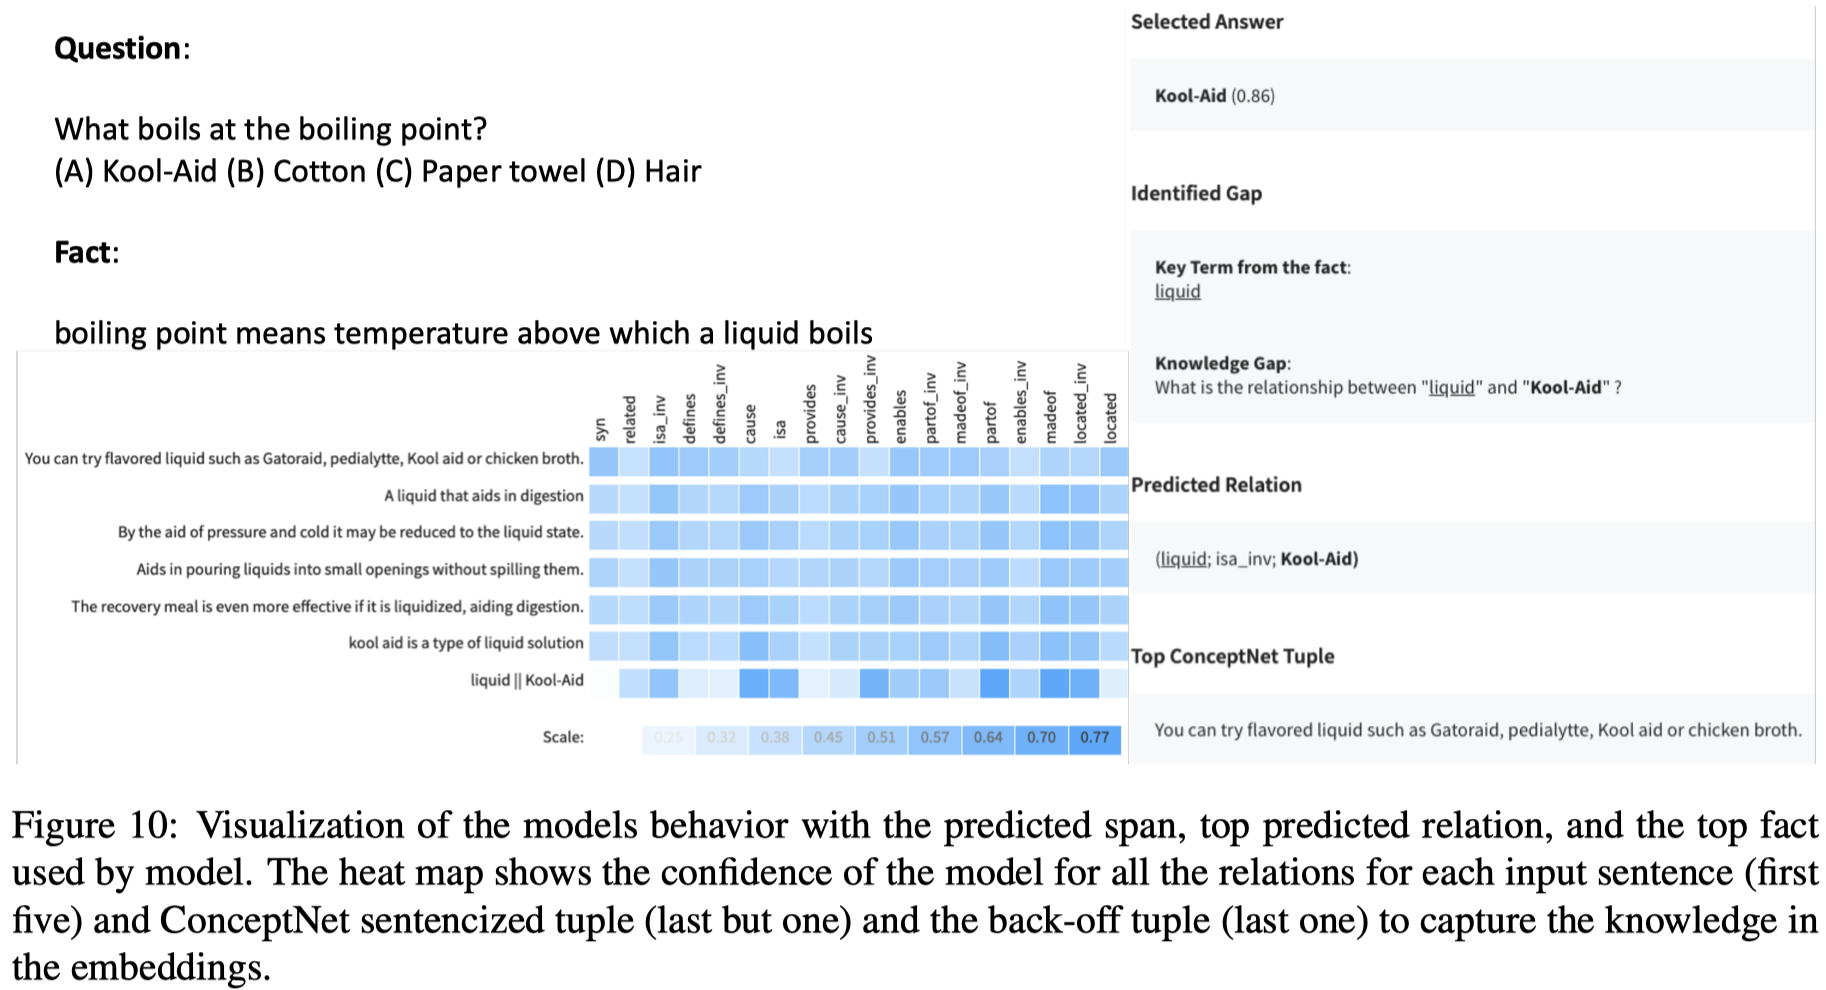 Question:
What boils at the boiling point?
(A) Kool-Aid (B) Cotton (C) Paper towel (D) Hair
Fact:
boiling point means temperature above which a liquid boils
syn
related
isa_inv
defines
defines_inv
cause
isa
provides
cause_inv
provides_inv
enables
partof_inv
madeof_inv
partof
enables_inv
madeof
located_inv
located
You can try flavored liquid such as Gatoraid, pedialytte, Kool aid or chicken broth.
A liquid that aids in digestion
By the aid of pressure and cold it may be reduced to the liquid state.
Aids in pouring liquids into small openings without spilling them.
The recovery meal is even more effective if it is liquidized, aiding digestion.
kool aid is a type of liquid solution
liquid || Kool-Aid
Scale: 0.25 0.32 0.38 0.45 0.51 0.57 0.64 0.70 0.77
Selected Answer
Kool-Aid (0.86)
Identified Gap
Key Term from the fact:
liquid
Knowledge Gap:
What is the relationship between "liquid" and "Kool-Aid" ?
Predicted Relation
(liquid; isa_inv; Kool-Aid)
Top ConceptNet Tuple
You can try flavored liquid such as Gatoraid, pedialytte, Kool aid or chicken broth.
Figure 10: Visualization of the models behavior with the predicted span, top predicted relation, and the top fact
used by model. The heat map shows the confidence of the model for all the relations for each input sentence (first
five) and ConceptNet sentencized tuple (last but one) and the back-off tuple (last one) to capture the knowledge in
the embeddings.